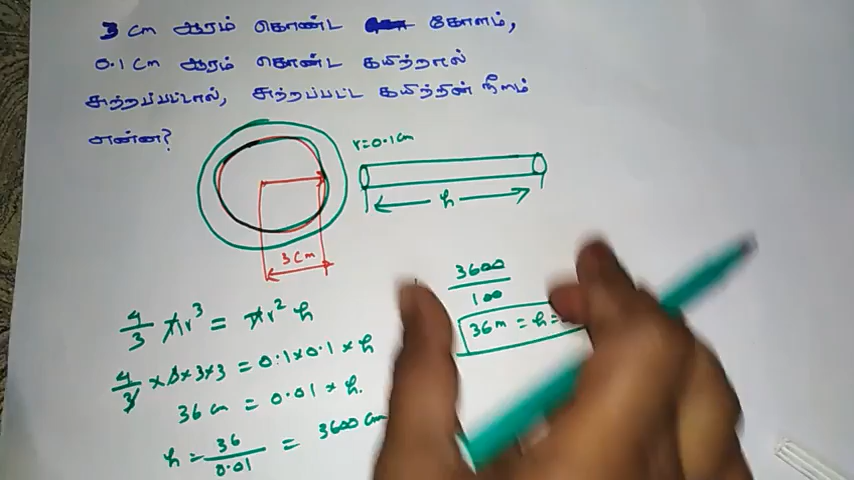 3 cm ஆரம் கொண்ட கோளம்,
0.1 cm ஆரம் கொண்ட கயிற்றால்
சுற்றப்பட்டால், சுற்றப்பட்ட கயிற்றின் நீளம்
என்ன?
r=0.1cm
h
3 cm
4/3 πr³ = πr² h
4/3 × 3×3×3 = 0.1×0.1×h
36 cm = 0.01 × h
h = 36/0.01 = 3600 cm
3600/100
36 m = h =